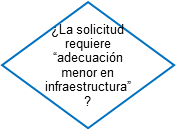 ¿La solicitud
requiere
“adecuación
menor en
infraestructura”
?